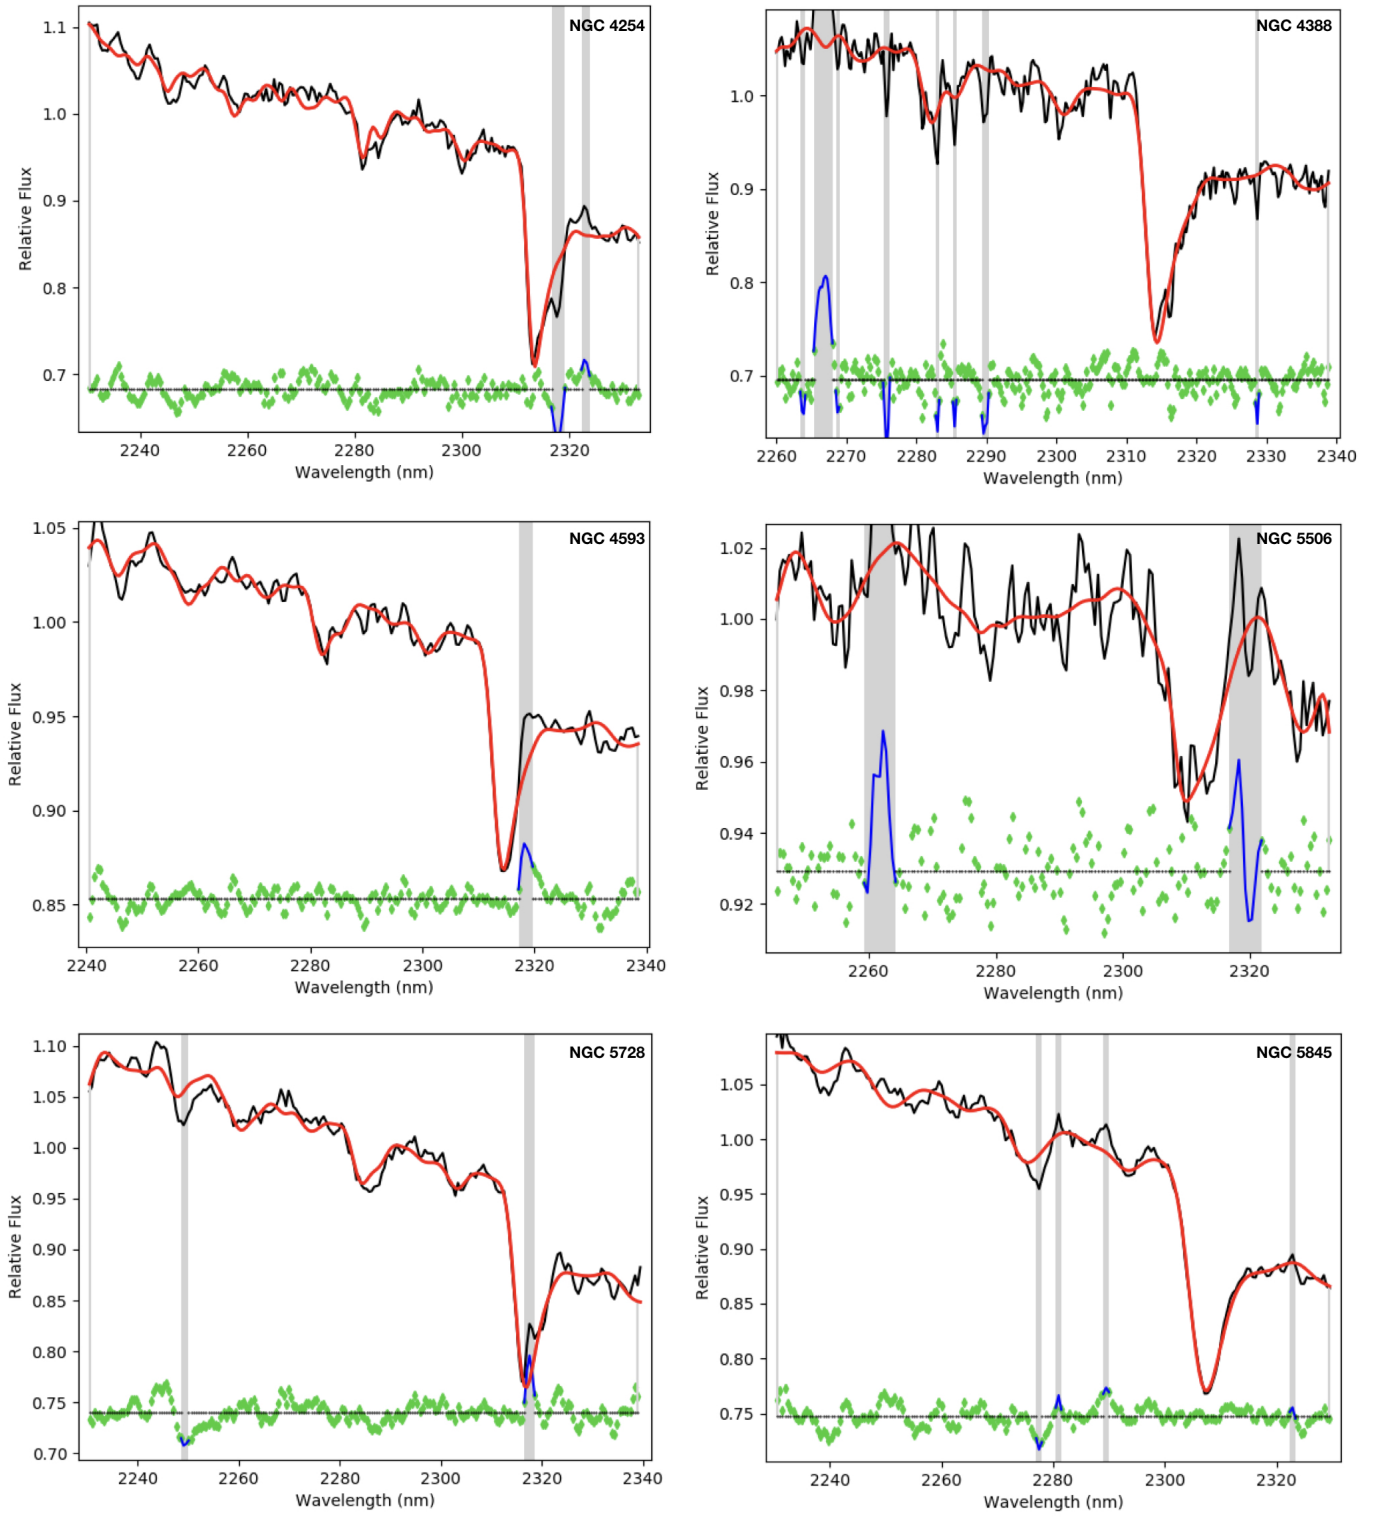 NGC 4254
1.1
1.0
0.9
0.8
0.7
Relative Flux
2240 2260 2280 2300 2320
Wavelength (nm)
NGC 4388
1.0
0.9
0.8
0.7
Relative Flux
2260 2270 2280 2290 2300 2310 2320 2330 2340
Wavelength (nm)
NGC 4593
1.05
1.00
0.95
0.90
0.85
Relative Flux
2240 2260 2280 2300 2320 2340
Wavelength (nm)
NGC 5506
1.02
1.00
0.98
0.96
0.94
0.92
Relative Flux
2260 2280 2300 2320
Wavelength (nm)
NGC 5728
1.10
1.05
1.00
0.95
0.90
0.85
0.80
0.75
0.70
Relative Flux
2240 2260 2280 2300 2320 2340
Wavelength (nm)
NGC 5845
1.05
1.00
0.95
0.90
0.85
0.80
0.75
Relative Flux
2240 2260 2280 2300 2320
Wavelength (nm)